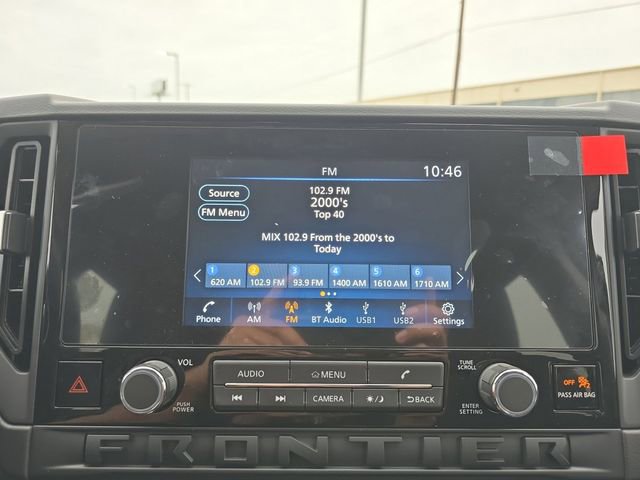 FM
10:46
Source
FM Menu
102.9 FM
2000's
Top 40
MIX 102.9 From the 2000's to
Today
1 2 3 4 5 6
620 AM 102.9 FM 93.9 FM 1400 AM 1610 AM 1710 AM
Phone AM FM BT Audio USB1 USB2 Settings
VOL
PUSH
POWER
AUDIO MENU
CAMERA BACK
TUNE
SCROLL
ENTER
SETTING
OFF
PASS AIR BAG
FRONTIER